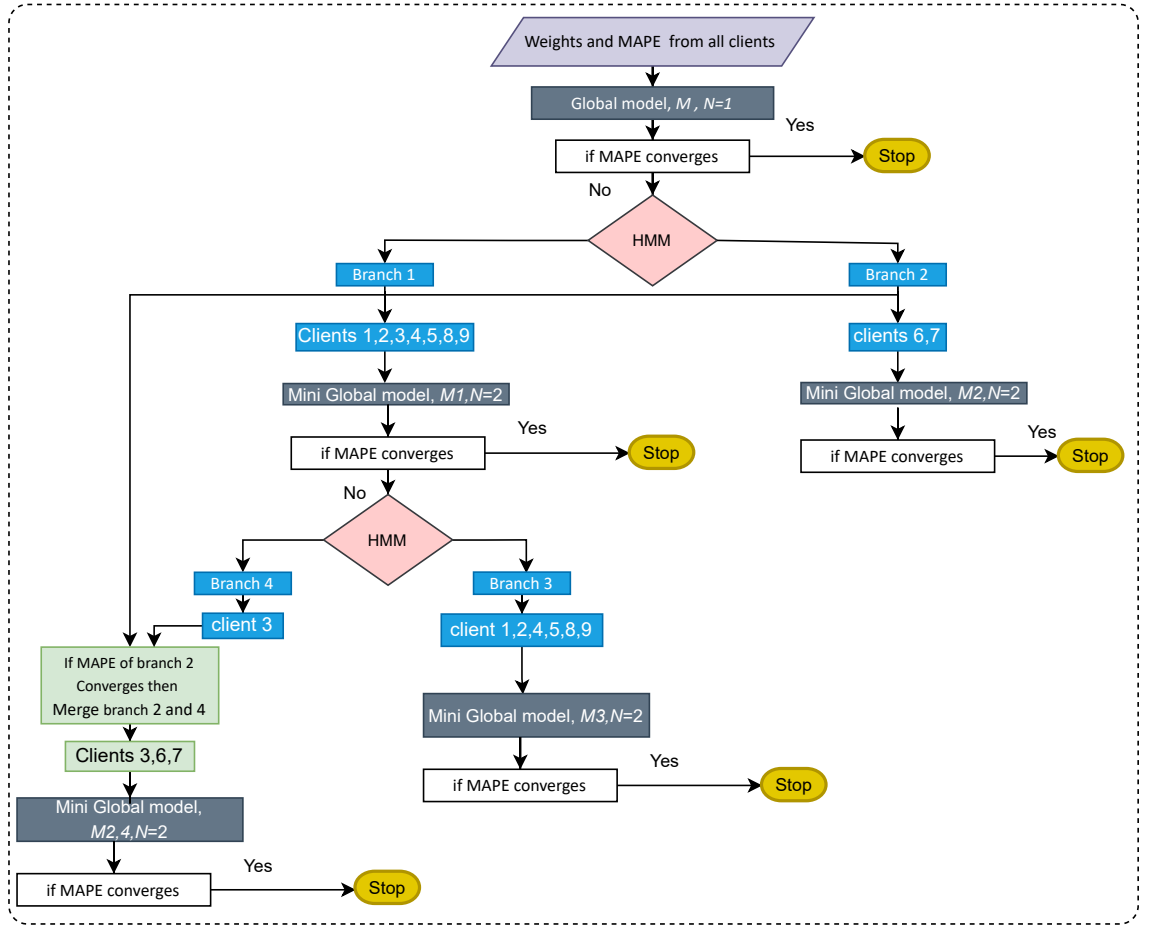 Weights and MAPE from all clients
Global model, M , N=1
Yes
if MAPE converges
Stop
No
HMM
Branch 1
Branch 2
Clients 1,2,3,4,5,8,9
clients 6,7
Mini Global model, M1,N=2
Mini Global model, M2,N=2
Yes
Yes
if MAPE converges
Stop
if MAPE converges
Stop
No
HMM
Branch 4
Branch 3
client 3
client 1,2,4,5,8,9
If MAPE of branch 2
Converges then
Merge branch 2 and 4
Mini Global model, M3,N=2
Clients 3,6,7
Yes
if MAPE converges
Stop
Mini Global model,
M2,4,N=2
Yes
if MAPE converges
Stop